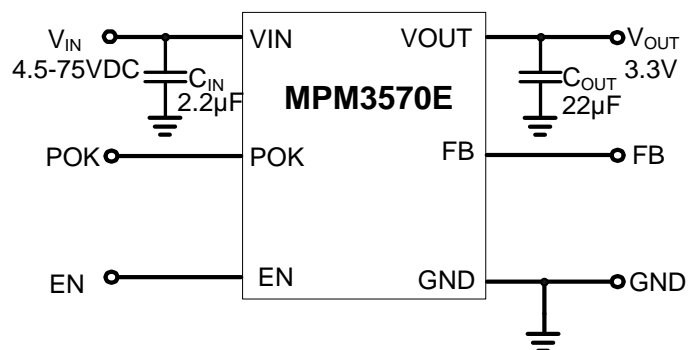 VIN
4.5-75VDC
CIN
2.2µF
VIN
VOUT
MPM3570E
VOUT
3.3V
COUT
22µF
POK
POK
FB
FB
EN
EN
GND
GND